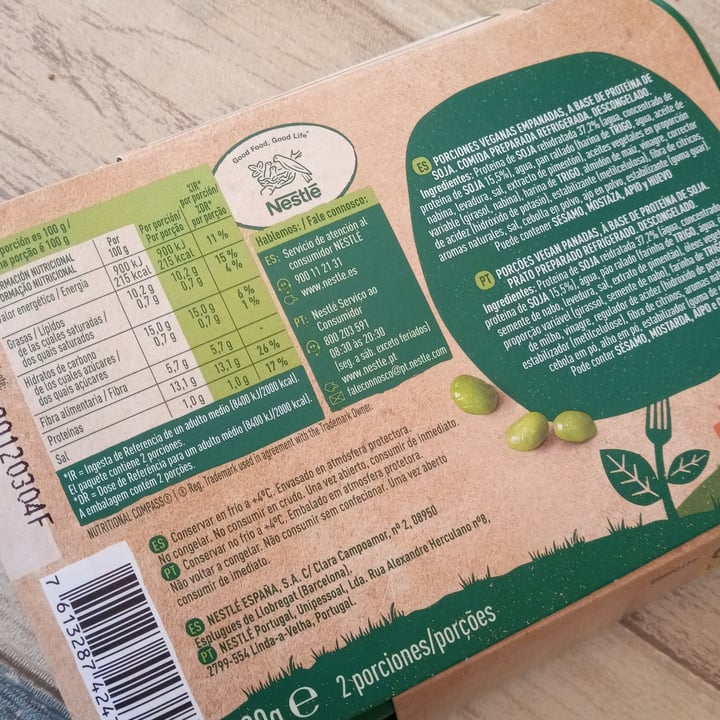 Good Food, Good Life
Nestlé
Hablemos: / Fale connosco:
ES: Servicio de atención al
consumidor NESTLÉ
900 11 21 31
www.nestle.es
PT: Nestlé Serviço ao
Consumidor
800 203 591
08:30 às 20:30
(seg. a sáb. exceto feriados)
www.nestle.pt
faleconnosco@pt.nestle.com
porción es 100 g /
porção é 100 g
Por
100 g
Por porción/
Por porção
*IR*
por porción/
*DR*
por porção
FORMACIÓN NUTRICIONAL
FORMAÇÃO NUTRICIONAL
alor energético / Energia
900 kJ
215 kcal
900 kJ
215 kcal
11 %
Grasas / Lípidos
de las cuales saturadas /
dos quais saturados
10,2 g
0,7 g
10,2 g
0,7 g
15 %
4 %
Hidratos de carbono
de los cuales azúcares /
dos quais açúcares
15,0 g
0,7 g
15,0 g
0,7 g
6 %
1 %
Fibra alimentaria / Fibra
5,7 g
5,7 g
-
Proteínas
13,1 g
13,1 g
26 %
Sal
1,0 g
1,0 g
17 %
*IR = Ingesta de Referencia de un adulto medio (8400 kJ/2000 kcal).
El paquete contiene 2 porciones.
*DR = Dose de Referência para um adulto médio (8400 kJ/2000 kcal).
A embalagem contém 2 porções.
NUTRITIONAL COMPASS® | ® Reg. Trademark used in agreement with the Trademark Owner.
ES PORCIONES VEGANAS EMPANADAS, A BASE DE PROTEÍNA DE
SOJA. COMIDA PREPARADA REFRIGERADA, DESCONGELADO.
Ingredientes: Proteína de SOJA rehidratada 37,2% (agua, concentrado de
proteína de SOJA 15,5%), agua, pan rallado (harina de TRIGO, agua, aceite de
nabina, levadura, sal, extracto de pimentón), aceites vegetales en proporción
variable (girasol, nabina), harina de TRIGO, almidón de maíz, vinagre, corrector
de acidez (hidróxido de potasio), estabilizante (metilcelulosa), fibra de cítricos,
aromas naturales, sal, cebolla en polvo, ajo en polvo, estabilizante (goma gellan).
Puede contener SÉSAMO, MOSTAZA, APIO y HUEVO
PT PORÇÕES VEGAN PANADAS, À BASE DE PROTEÍNA DE SOJA.
PRATO PREPARADO REFRIGERADO. DESCONGELADO.
Ingredientes: Proteína de SOJA reidratada 37,2% (água,
proteína de SOJA 15,5%), água, pão ralado (farinha de TRIGO, água,
semente de nabo, levedura, sal, extrato de pimentão), óleos
proporção variável (girassol, semente de nabo), farinha de TRIGO
de milho, vinagre, regulador de acidez (hidróxido de
estabilizador (metilcelulose), fibra de citrinos, aromas
cebola em pó, alho em pó, estabilizador (goma
Pode conter SÉSAMO, MOSTARDA, AIPO
ES Conservar en frío a +4ºC. Envasado en atmósfera protectora.
No congelar. No consumir en crudo. Una vez abierto, consumir de inmediato.
PT Conservar no frio a +4ºC. Embalado em atmosfera protetora.
Não voltar a congelar. Não consumir sem confecionar. Uma vez aberto
consumir de imediato.
ES NESTLÉ ESPAÑA, S.A. C/ Clara Campoamor, nº 2, 08950
Esplugues de Llobregat (Barcelona).
PT NESTLÉ Portugal, Unipessoal, Lda. Rua Alexandre Herculano nº8,
2799-554 Linda-a-Velha, Portugal.
0g e 2 porciones/porções
00120304F
7 613287 424